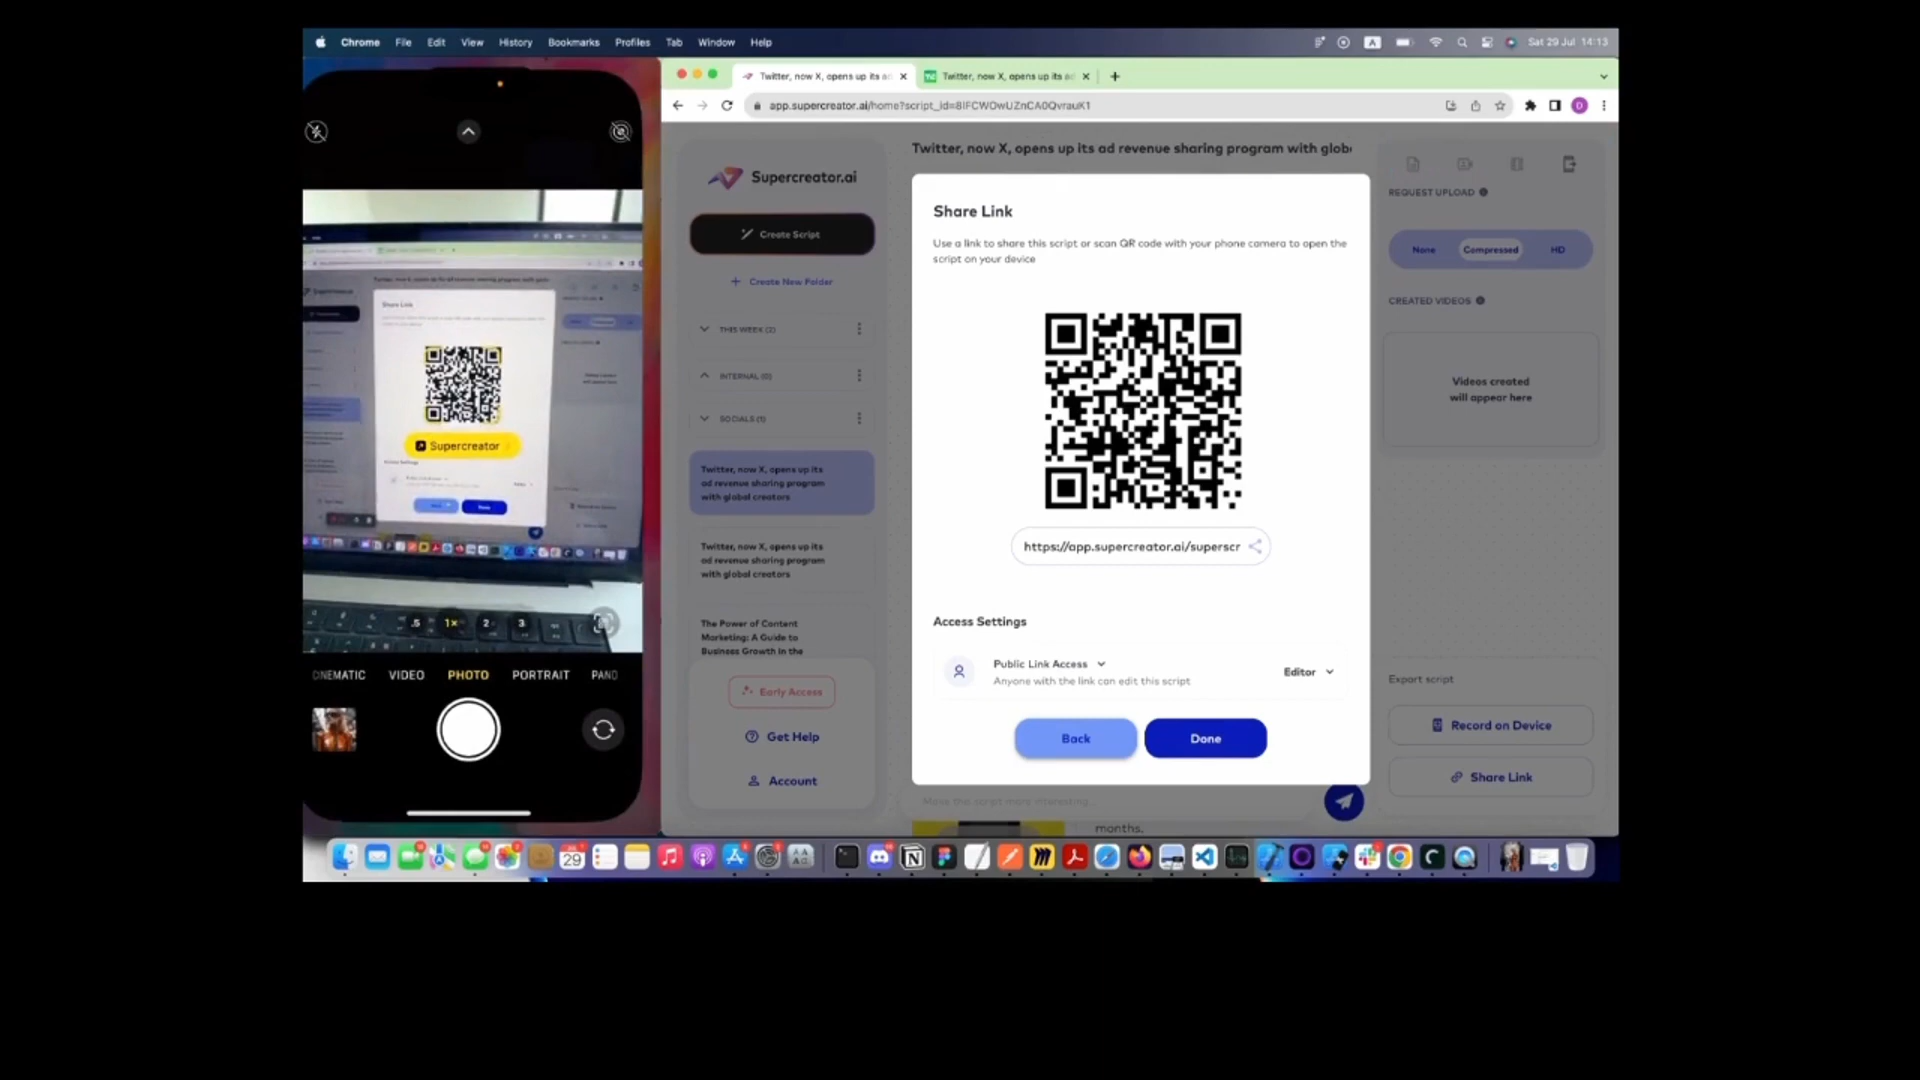 Chrome File Edit View History Bookmarks Profiles Tab Window Help
A
Sat 29 Jul 14:13
Twitter, now X, opens up its ad
Twitter, now X, opens up its ad
app.supercreator.ai/home?script_id=8IFCWOwUZnCA0QvrauK1
D
Supercreator.ai
Create Script
Create New Folder
THIS WEEK (2)
INTERNAL (0)
SOCIALS (1)
Twitter, now X, opens up its
ad revenue sharing program
with global creators
Twitter, now X, opens up its
ad revenue sharing program
with global creators
The Power of Content
Marketing: A Guide to
Business Growth in the
Early Access
Get Help
Account
Twitter, now X, opens up its ad revenue sharing program with glob
Share Link
Use a link to share this script or scan QR code with your phone camera to open the
script on your device
https://app.supercreator.ai/superscr
Access Settings
Public Link Access
Anyone with the link can edit this script
Editor
Back
Done
Make the script more interesting...
months.
REQUEST UPLOAD
None
Compressed
HD
CREATED VIDEOS
Videos created
will appear here
Export script
Record on Device
Share Link
Share Link
Supercreator
.5 1× 2 3
CINEMATIC VIDEO PHOTO PORTRAIT PANO
29